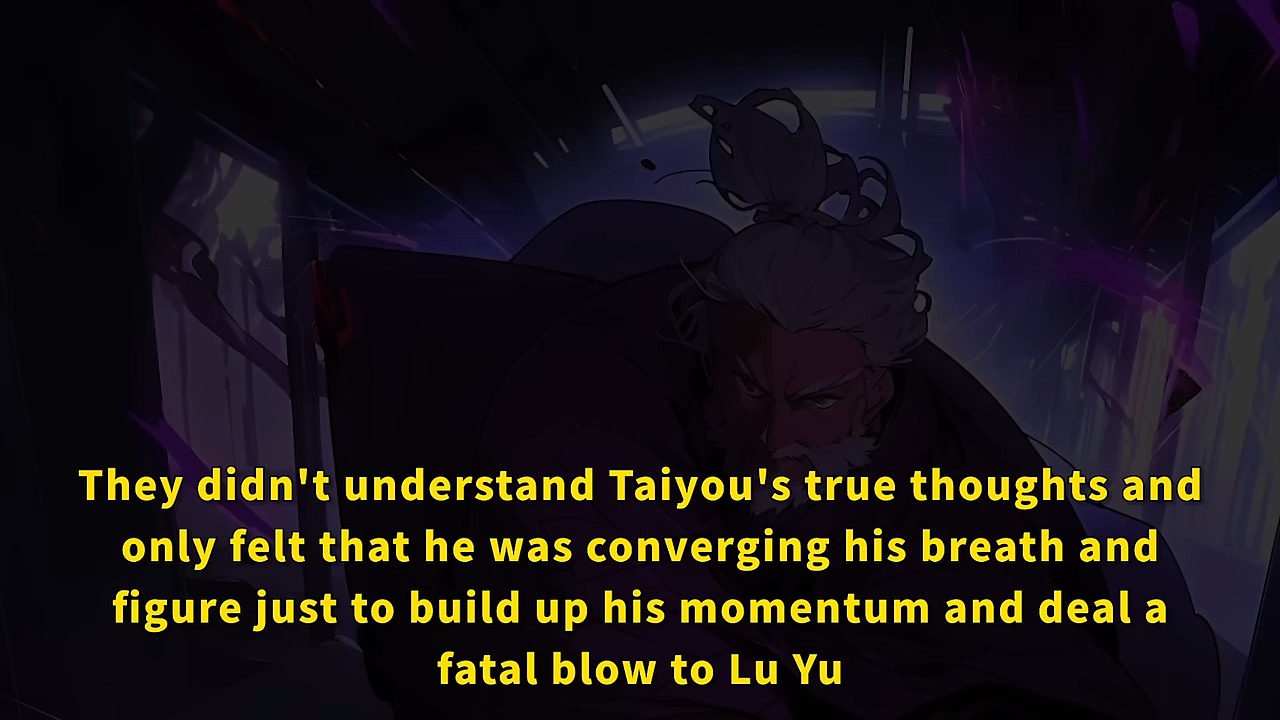 They didn't understand Taiyou's true thoughts and
only felt that he was converging his breath and
figure just to build up his momentum and deal a
fatal blow to Lu Yu